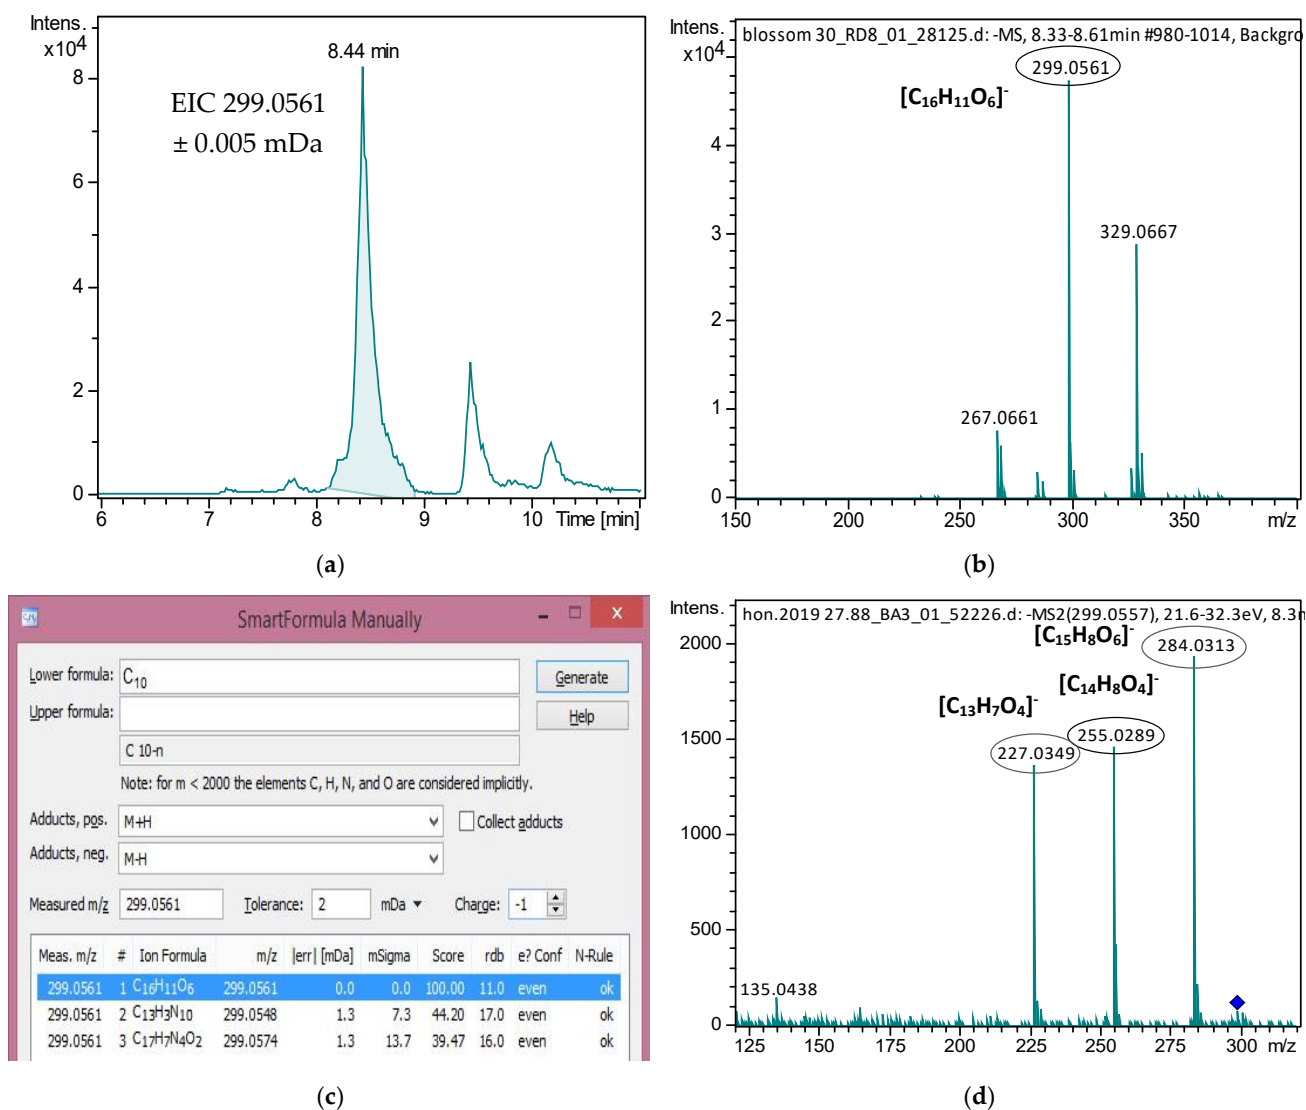 Intens.
x10⁴
8.44 min
EIC 299.0561
± 0.005 mDa
8
6
4
2
0
6 7 8 9 10 Time [min]
(a)
Intens.
x10⁴
blossom 30_RD8_01_28125.d: -MS, 8.33-8.61min #980-1014, Backgro
299.0561
[C₁₆H₁₁O₆]⁻
329.0667
267.0661
4
3
2
1
0
150 200 250 300 350 m/z
(b)
SmartFormula Manually
Lower formula: C₁₀ Generate
Upper formula: Help
C 10-n
Note: for m < 2000 the elements C, H, N, and O are considered implicitly.
Adducts, pos. M+H Collect adducts
Adducts, neg. M-H
Measured m/z 299.0561 Tolerance: 2 mDa Charge: -1
Meas. m/z # Ion Formula m/z |err| [mDa] mSigma Score rdb e? Conf N-Rule
299.0561 1 C₁₆H₁₁O₆ 299.0561 0.0 0.0 100.00 11.0 even ok
299.0561 2 C₁₃H₃N₁₀ 299.0548 1.3 7.3 44.20 17.0 even ok
299.0561 3 C₁₇H₇N₄O₂ 299.0574 1.3 13.7 39.47 16.0 even ok
(c)
Intens.
hon.2019 27.88_BA3_01_52226.d: -MS2(299.0557), 21.6-32.3eV, 8.3m
[C₁₅H₈O₆]⁻
284.0313
[C₁₄H₈O₄]⁻
255.0289
[C₁₃H₇O₄]⁻
227.0349
135.0438
2000
1500
1000
500
0
125 150 175 200 225 250 275 300 m/z
(d)